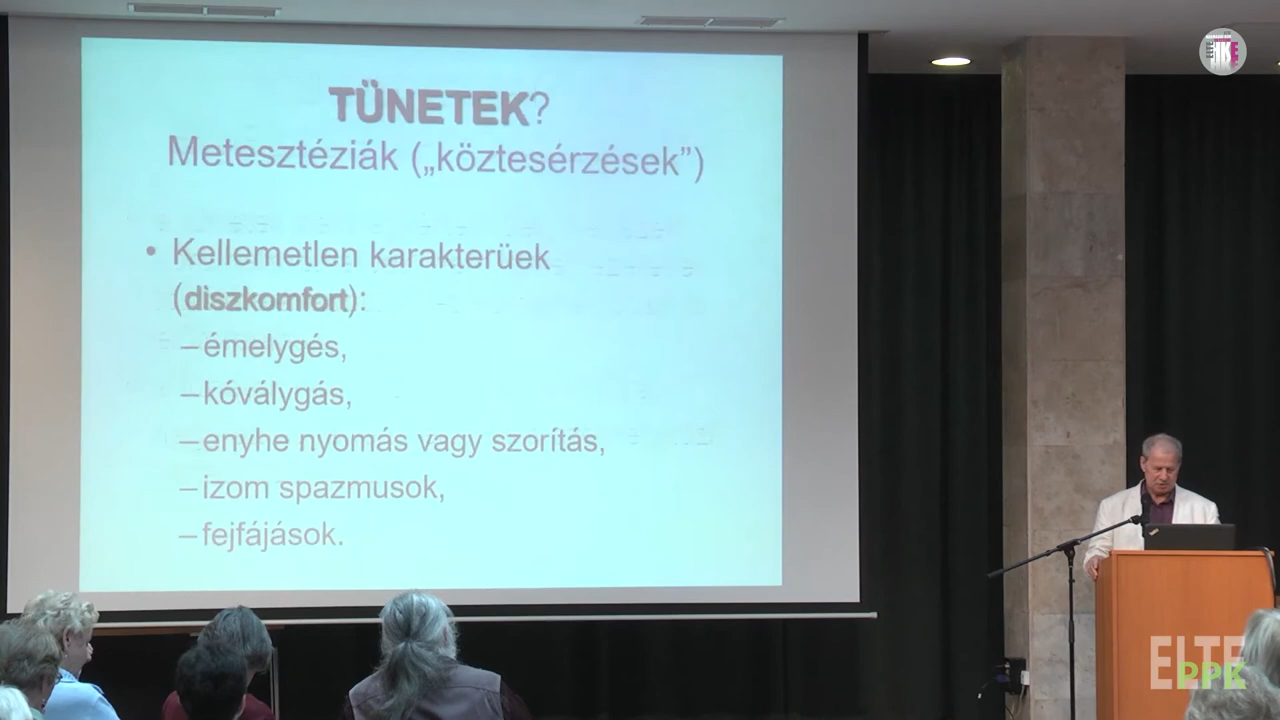 TÜNETEK?
Metesztéziák („köztesérzések”)
• Kellemetlen karakterüek
(diszkomfort):
–émelygés,
–kóválygás,
–enyhe nyomás vagy szorítás,
–izom spazmusok,
–fejfájások.
ELTE
PPK